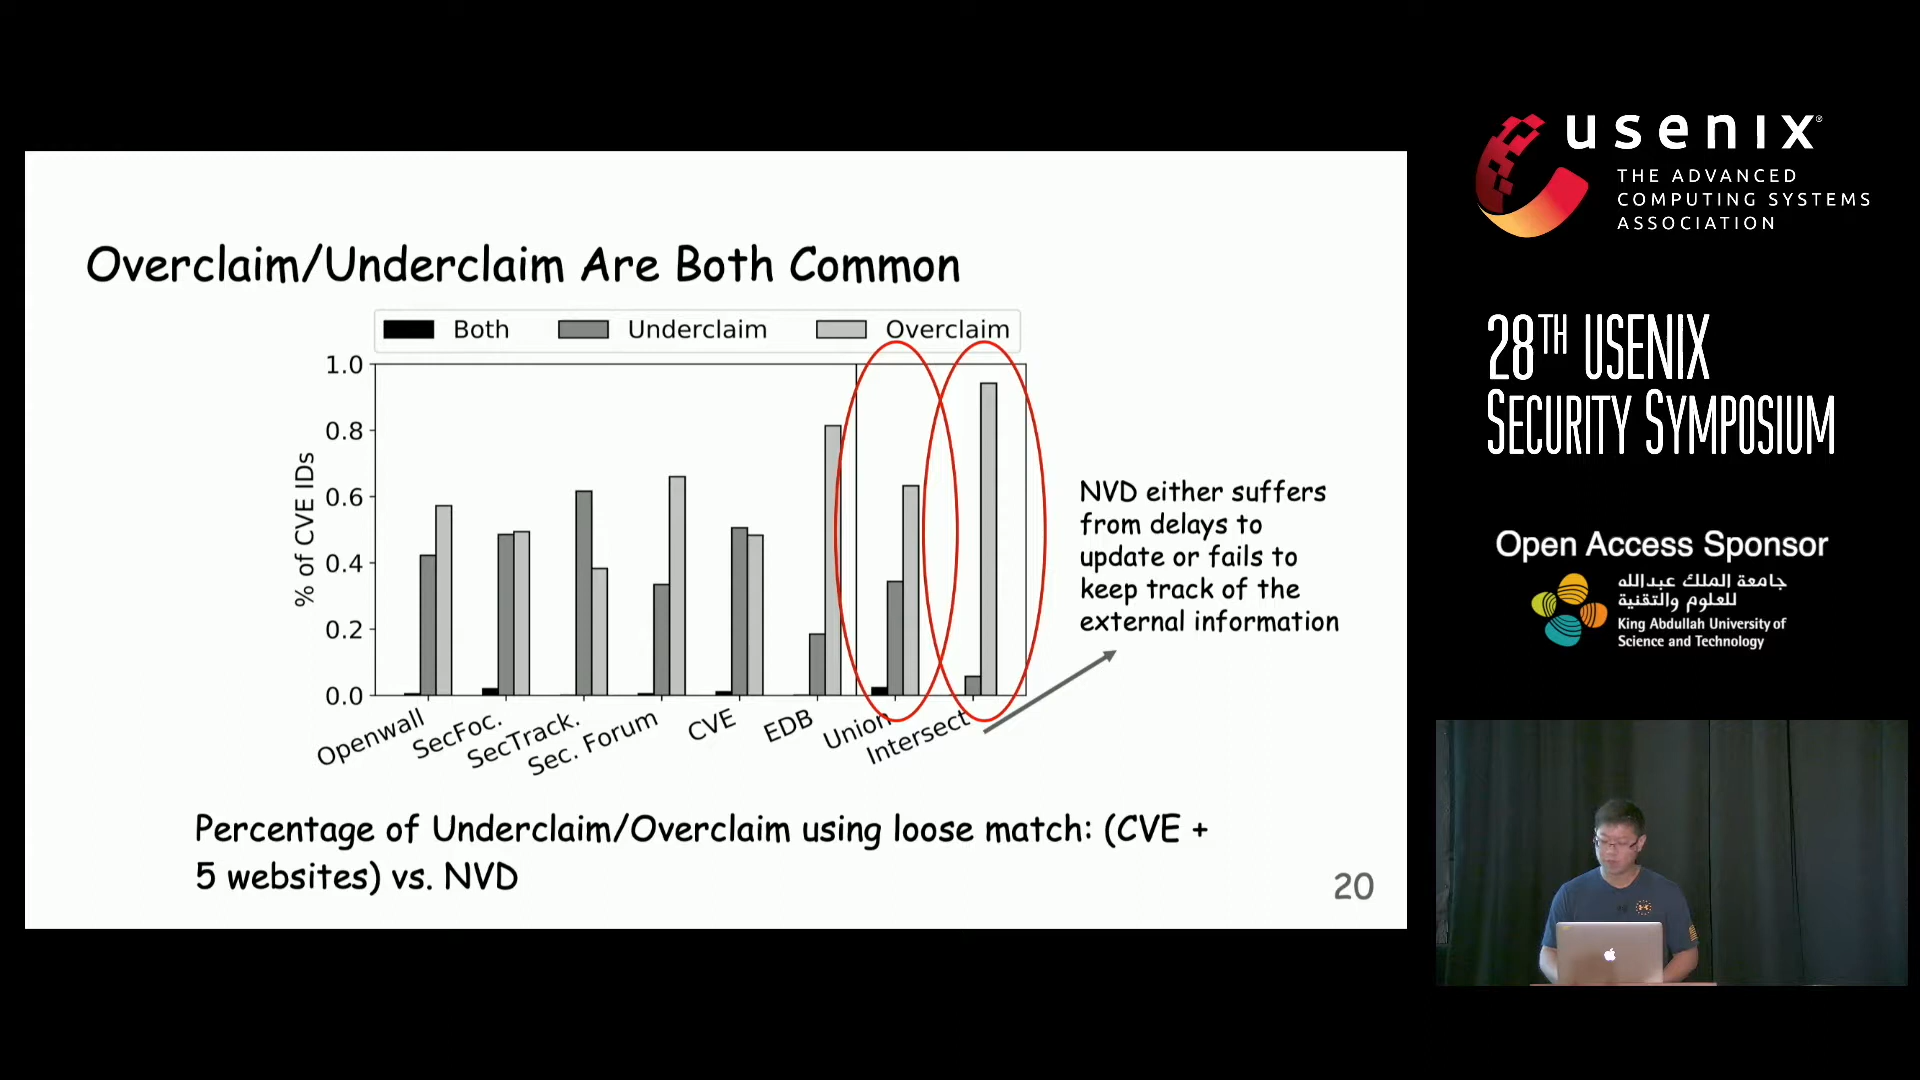 Overclaim/Underclaim Are Both Common
Both Underclaim Overclaim
1.0
0.8
0.6
0.4
0.2
0.0
% of CVE IDs
Openwall
SecFoc.
SecTrack.
Sec. Forum
CVE
EDB
Union
Intersect
NVD either suffers
from delays to
update or fails to
keep track of the
external information
Percentage of Underclaim/Overclaim using loose match: (CVE +
5 websites) vs. NVD
20
usenix®
THE ADVANCED
COMPUTING SYSTEMS
ASSOCIATION
28TH USENIX
SECURITY SYMPOSIUM
Open Access Sponsor
جامعة الملك عبدالله
للعلوم والتقنية
King Abdullah University of
Science and Technology